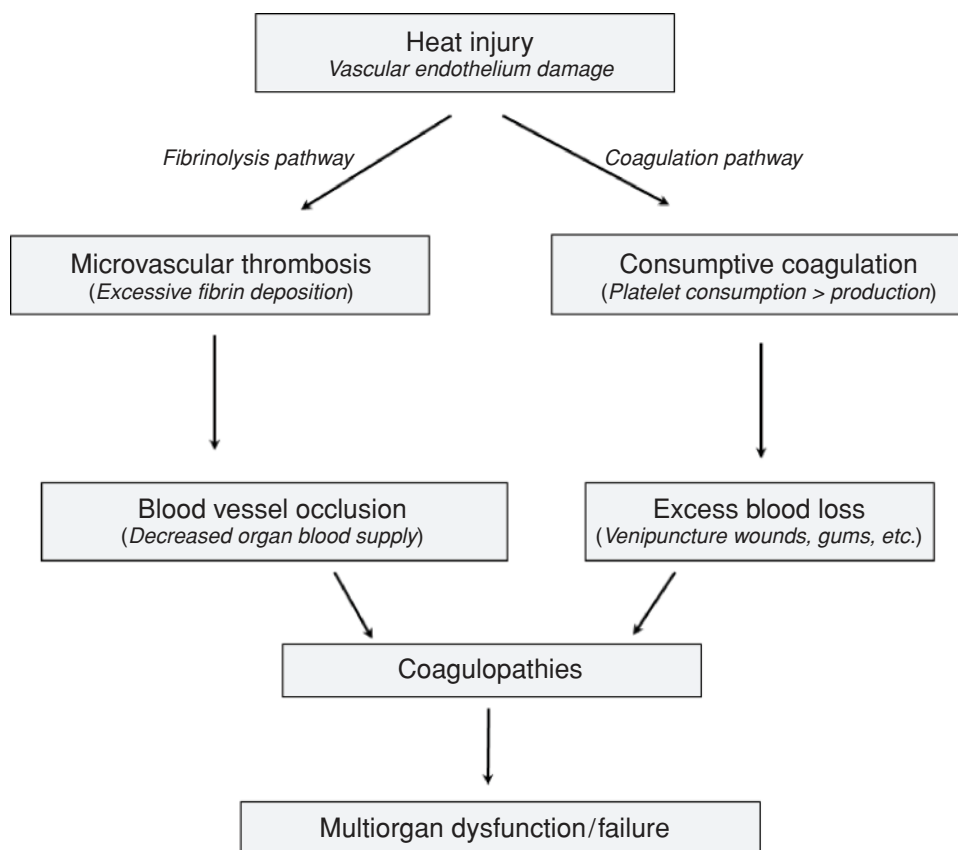 Heat injury
Vascular endothelium damage
Fibrinolysis pathway
Coagulation pathway
Microvascular thrombosis
(Excessive fibrin deposition)
Consumptive coagulation
(Platelet consumption > production)
Blood vessel occlusion
(Decreased organ blood supply)
Excess blood loss
(Venipuncture wounds, gums, etc.)
Coagulopathies
Multiorgan dysfunction/failure